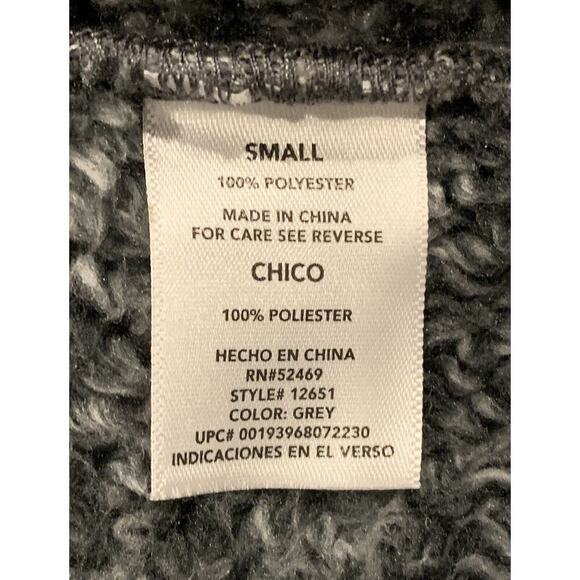 SMALL
100% POLYESTER
MADE IN CHINA
FOR CARE SEE REVERSE
CHICO
100% POLIESTER
HECHO EN CHINA
RN#52469
STYLE# 12651
COLOR: GREY
UPC# 00193968072230
INDICACIONES EN EL VERSO